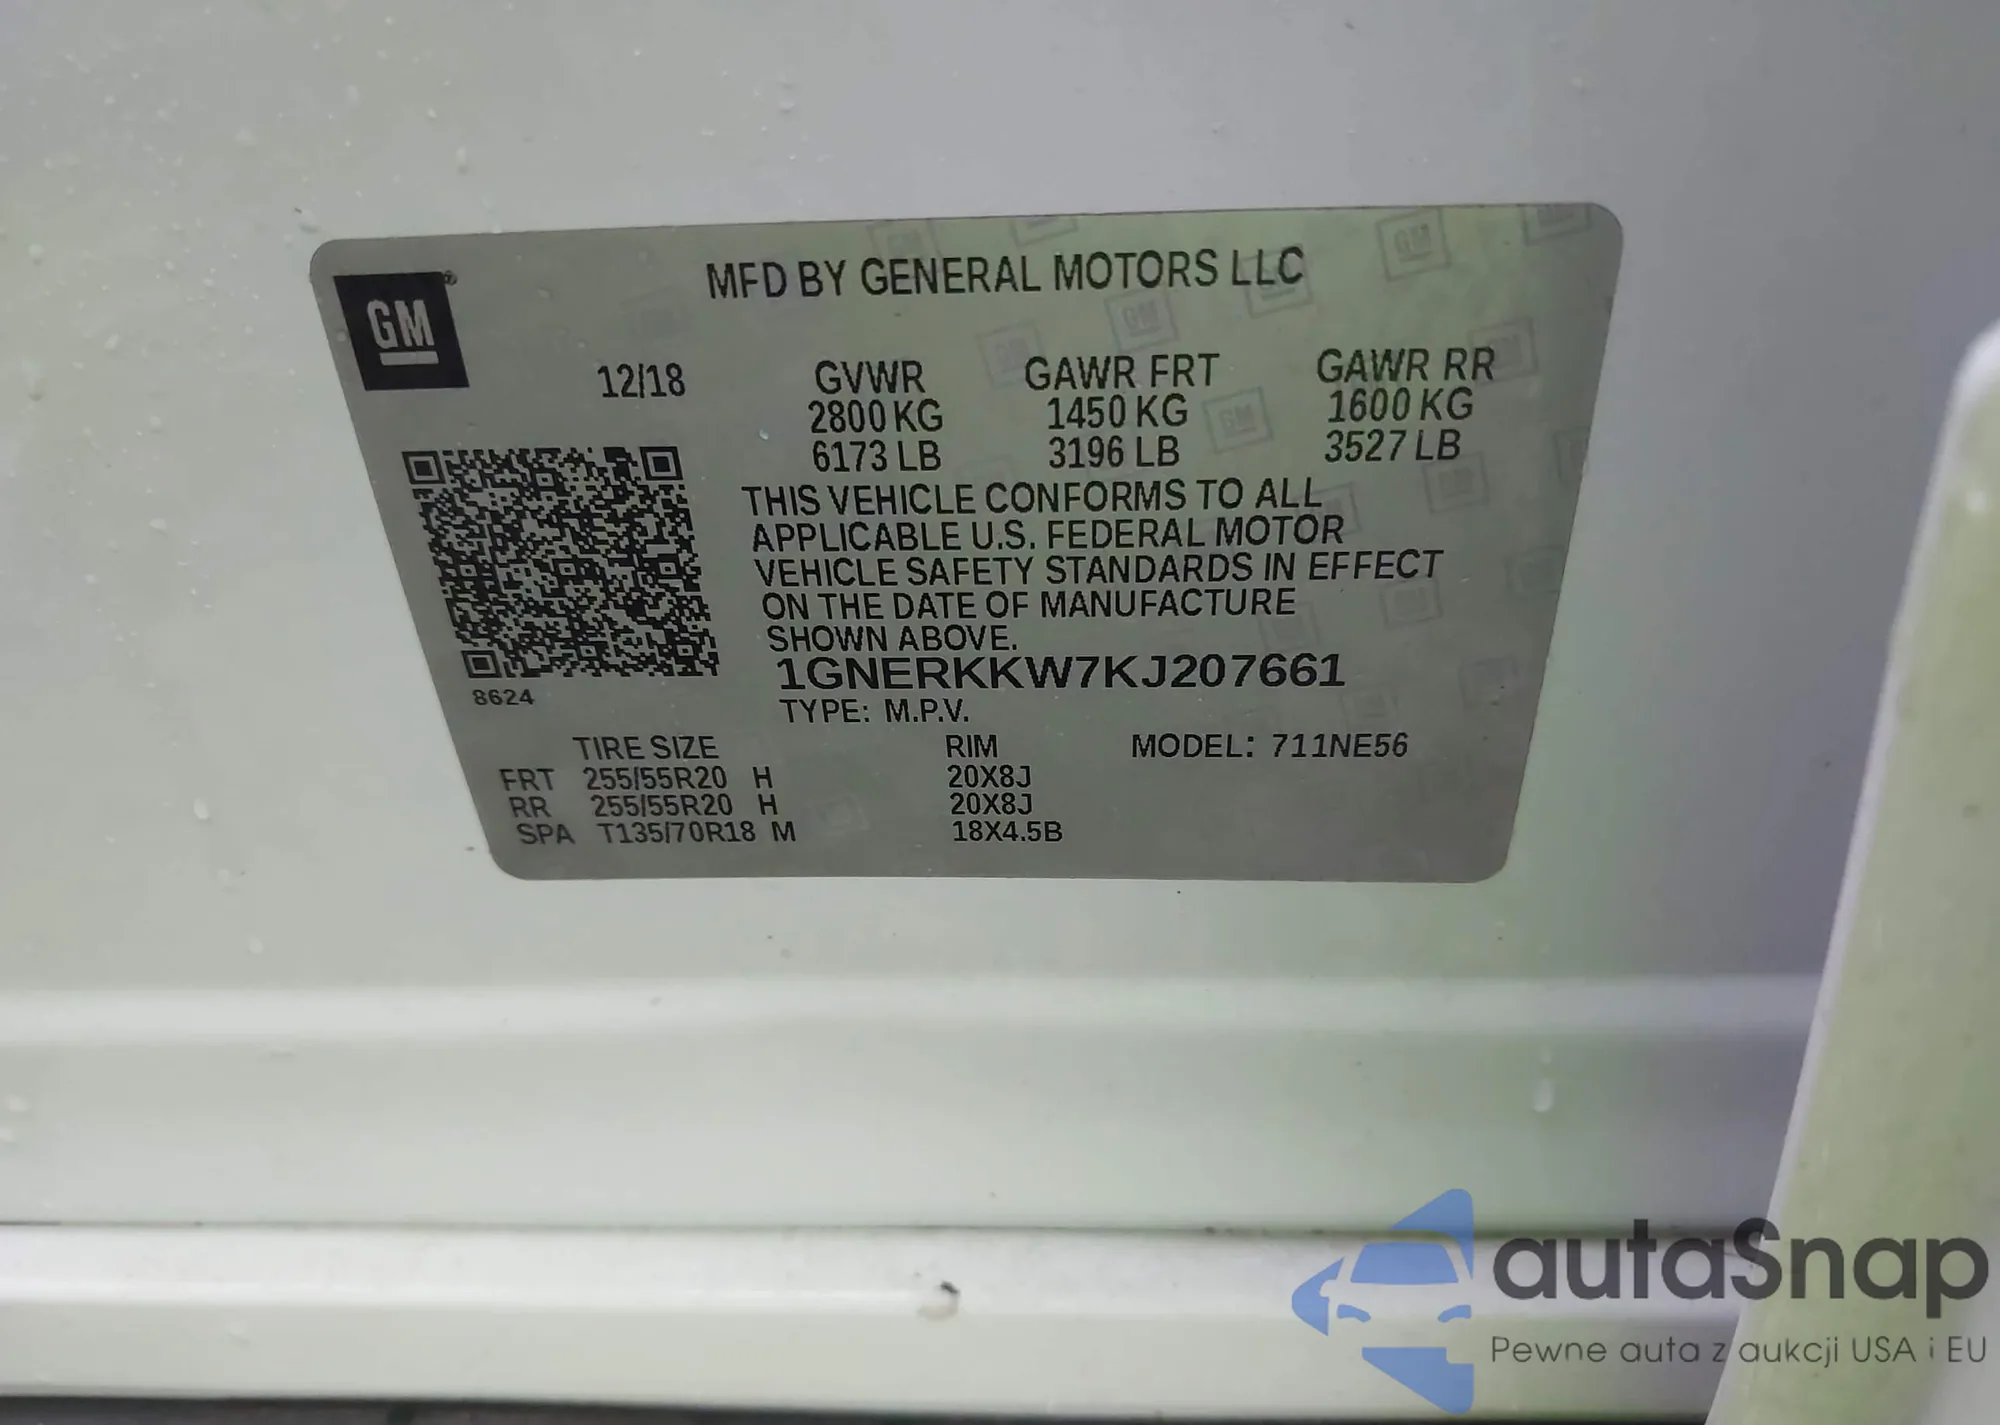 GM
MFD BY GENERAL MOTORS LLC
12/18 GVWR GAWR FRT GAWR RR
2800 KG 1450 KG 1600 KG
6173 LB 3196 LB 3527 LB
THIS VEHICLE CONFORMS TO ALL
APPLICABLE U.S. FEDERAL MOTOR
VEHICLE SAFETY STANDARDS IN EFFECT
ON THE DATE OF MANUFACTURE
SHOWN ABOVE.
1GNERKKW7KJ207661
8624
TYPE: M.P.V.
TIRE SIZE RIM MODEL: 711NE56
FRT 255/55R20 H 20X8J
RR 255/55R20 H 20X8J
SPA T135/70R18 M 18X4.5B
autaSnap
Pewne auta z aukcji USA i EU